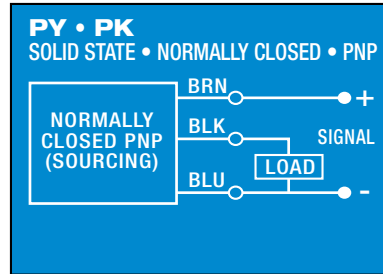 PY • PK
SOLID STATE • NORMALLY CLOSED • PNP
NORMALLY
CLOSED PNP
(SOURCING)
BRN
+
BLK
SIGNAL
LOAD
BLU
-